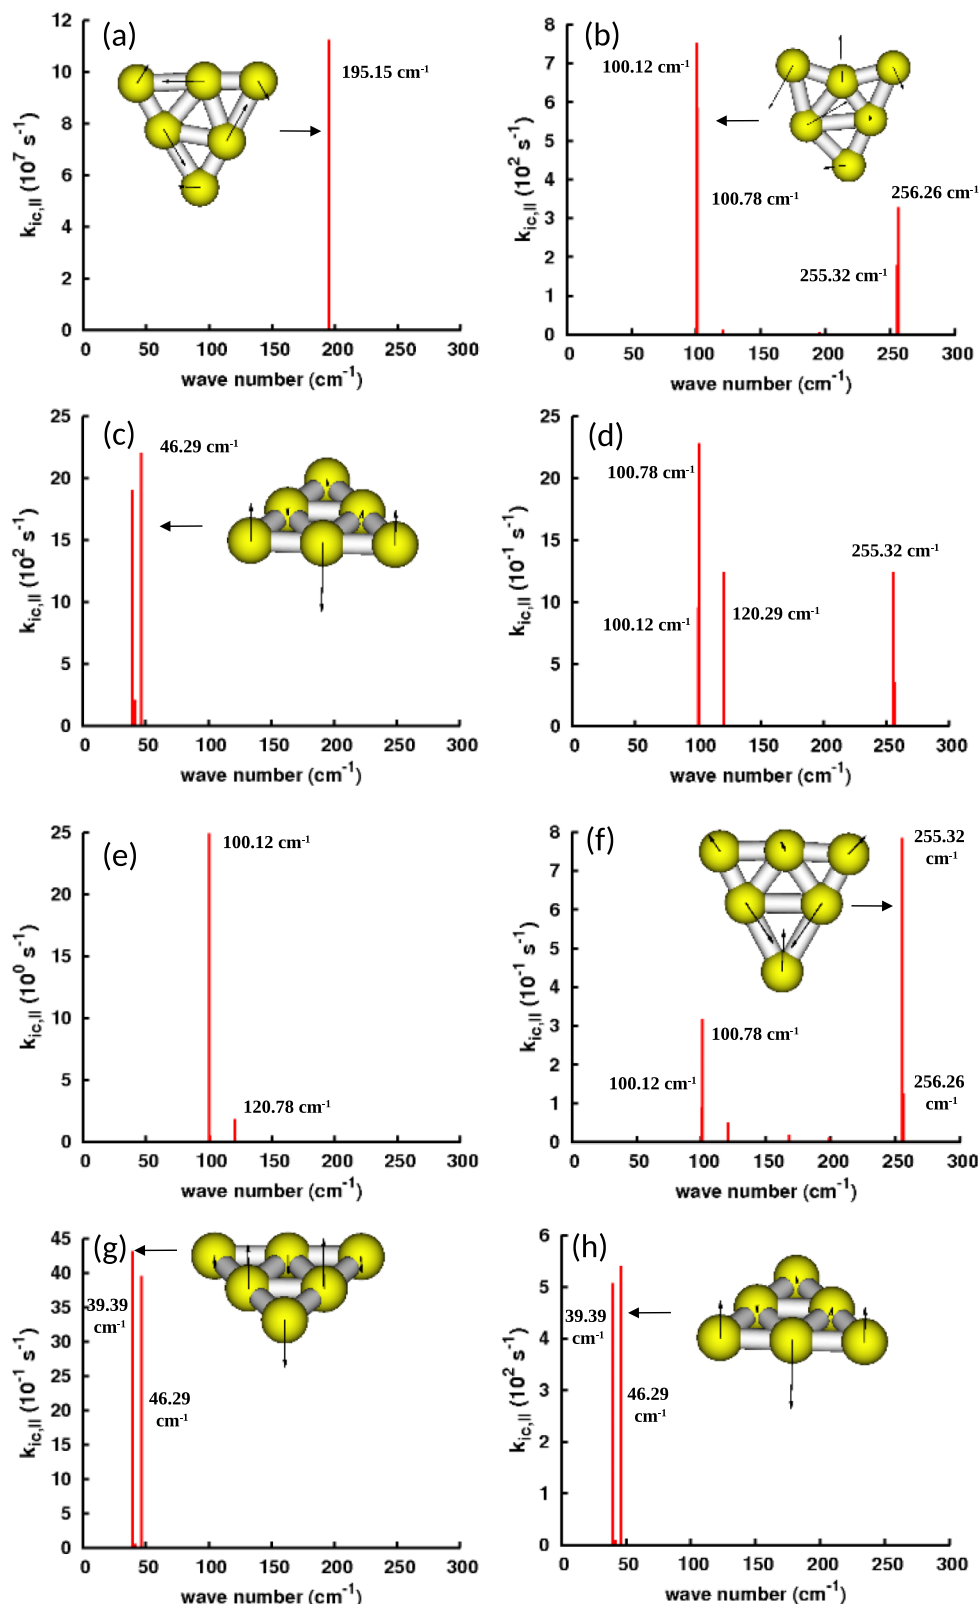 (a)
12
10
8
6
4
2
0
k_ic,II (10^7 s^-1)
195.15 cm^-1
0 50 100 150 200 250 300
wave number (cm^-1)
(b)
8
7
6
5
4
3
2
1
0
k_ic,II (10^2 s^-1)
100.12 cm^-1
100.78 cm^-1
256.26 cm^-1
255.32 cm^-1
0 50 100 150 200 250 300
wave number (cm^-1)
(c)
25
20
15
10
5
0
k_ic,II (10^2 s^-1)
46.29 cm^-1
0 50 100 150 200 250 300
wave number (cm^-1)
(d)
25
20
15
10
5
0
k_ic,II (10^-1 s^-1)
100.78 cm^-1
255.32 cm^-1
100.12 cm^-1
120.29 cm^-1
0 50 100 150 200 250 300
wave number (cm^-1)
(e)
25
20
15
10
5
0
k_ic,II (10^0 s^-1)
100.12 cm^-1
120.78 cm^-1
0 50 100 150 200 250 300
wave number (cm^-1)
(f)
8
7
6
5
4
3
2
1
0
k_ic,II (10^-1 s^-1)
255.32
cm^-1
100.78 cm^-1
100.12 cm^-1
256.26
cm^-1
0 50 100 150 200 250 300
wave number (cm^-1)
(g)
45
40
35
30
25
20
15
10
5
0
k_ic,II (10^-1 s^-1)
39.39
cm^-1
46.29
cm^-1
0 50 100 150 200 250 300
wave number (cm^-1)
(h)
6
5
4
3
2
1
0
k_ic,II (10^2 s^-1)
39.39
cm^-1
46.29
cm^-1
0 50 100 150 200 250 300
wave number (cm^-1)